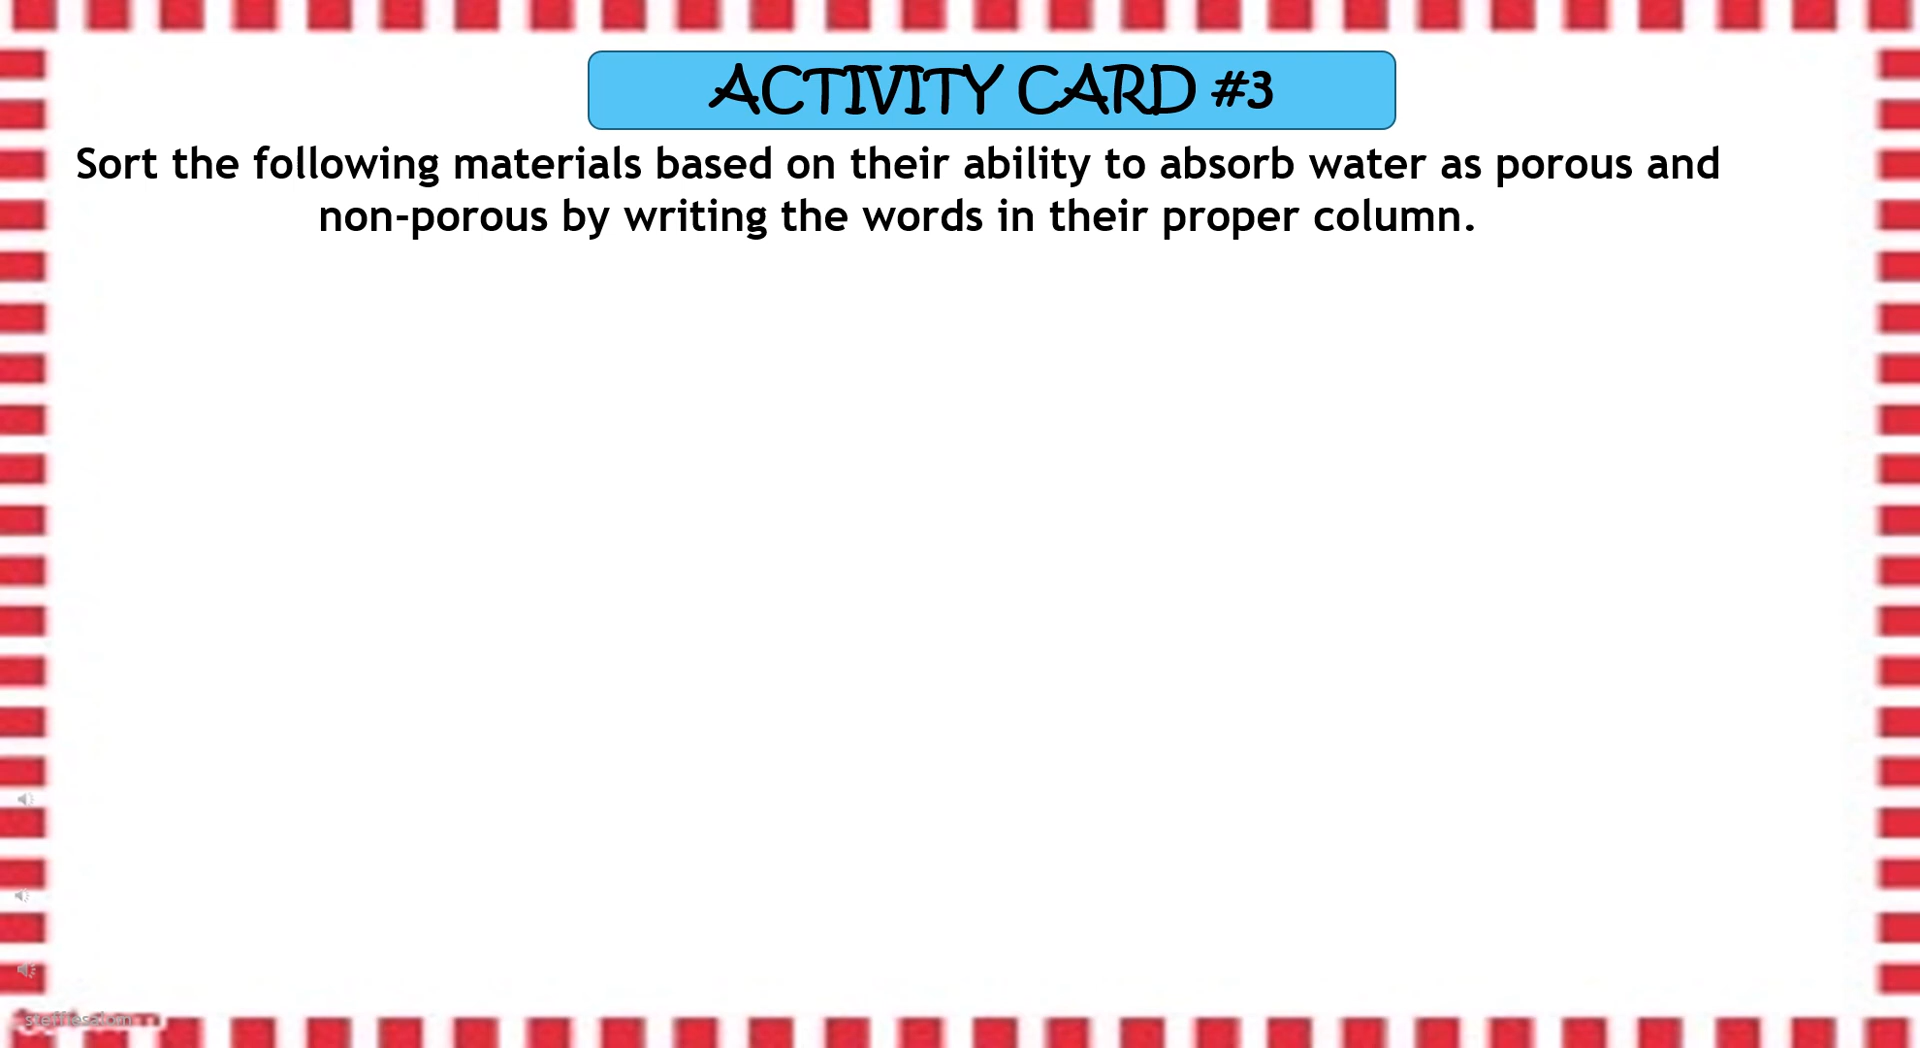 ACTIVITY CARD #3
Sort the following materials based on their ability to absorb water as porous and
non-porous by writing the words in their proper column.